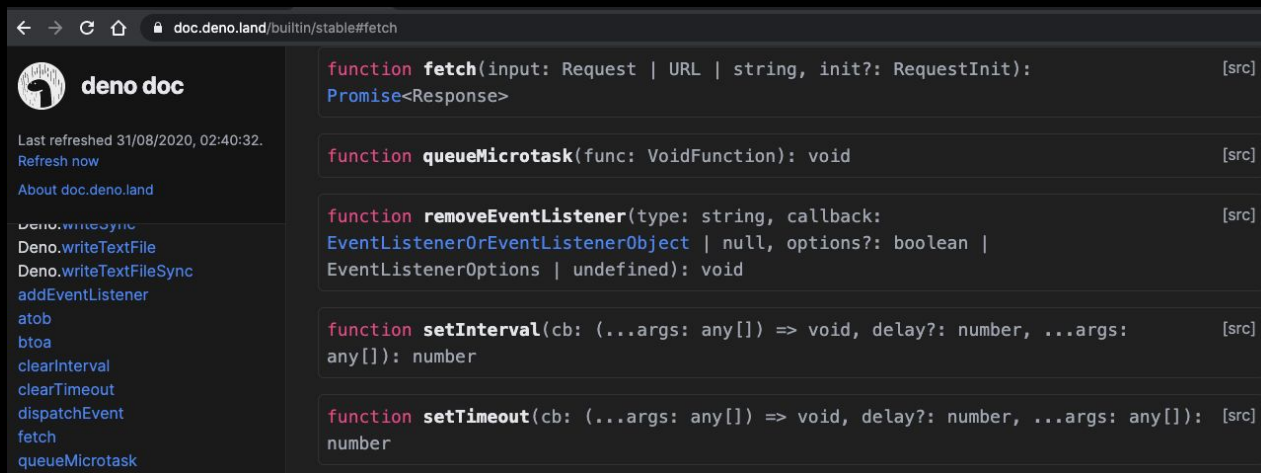 doc.deno.land/builtin/stable#fetch
deno doc
Last refreshed 31/08/2020, 02:40:32.
Refresh now
About doc.deno.land
Deno.writeSync
Deno.writeTextFile
Deno.writeTextFileSync
addEventListener
atob
btoa
clearInterval
clearTimeout
dispatchEvent
fetch
queueMicrotask
function fetch(input: Request | URL | string, init?: RequestInit): [src]
Promise<Response>
function queueMicrotask(func: VoidFunction): void [src]
function removeEventListener(type: string, callback: [src]
EventListenerOrEventListenerObject | null, options?: boolean |
EventListenerOptions | undefined): void
function setInterval(cb: (...args: any[]) => void, delay?: number, ...args: [src]
any[]): number
function setTimeout(cb: (...args: any[]) => void, delay?: number, ...args: any[]): [src]
number